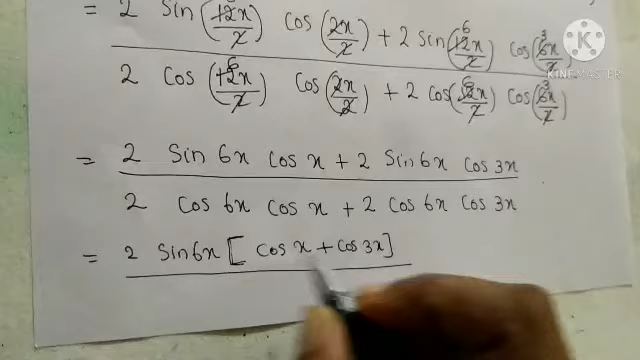 = 2 Sin(12x/2) cos(2x/2) + 2 sin(12x/2) cos(6x/2)
2 cos(12x/2) cos(2x/2) + 2 cos(12x/2) cos(6x/2)
KINEMASTER
= 2 Sin 6x cos x + 2 Sin6x cos 3x
2 cos 6x cos x + 2 cos 6x cos 3x
= 2 sin6x [ cos x + cos 3x]